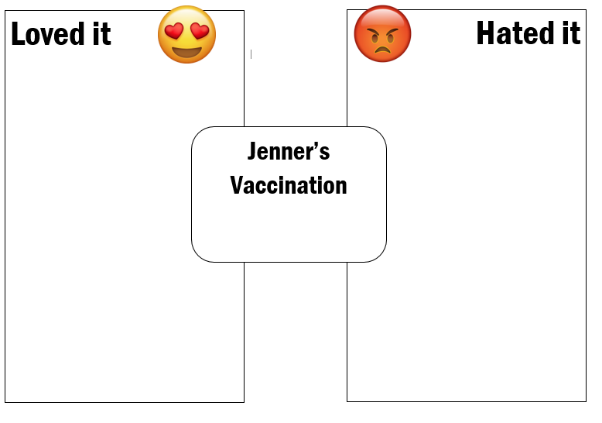 Loved it
Hated it
Jenner’s
Vaccination